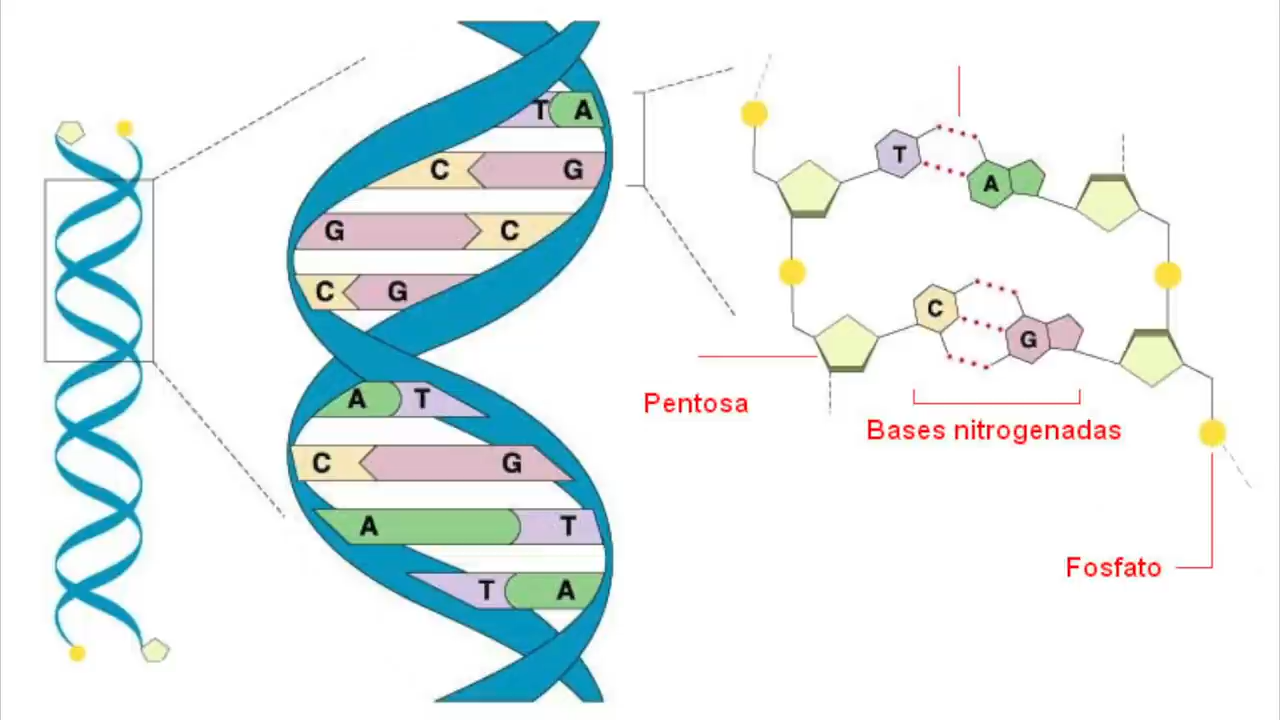 T A
C G
G C
C G
A T
C G
A T
T A
T A
C G
Pentosa
Bases nitrogenadas
Fosfato